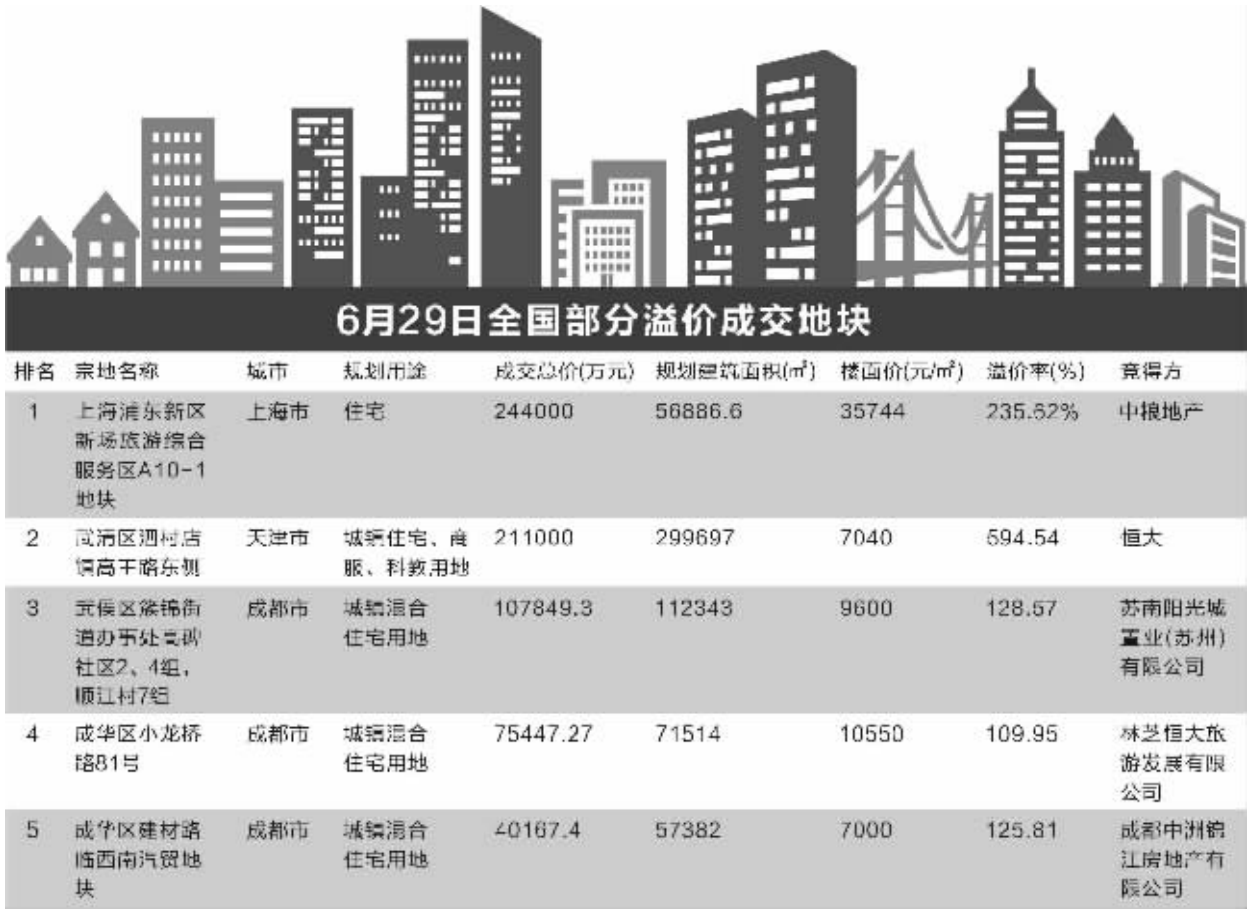 6月29日全国部分溢价成交地块
排名 宗地名称 城市 规划用途 成交总价(万元) 规划建筑面积(㎡) 楼面价(元/㎡) 溢价率(%) 竞得方
1 上海浦东新区 上海市 住宅 244000 56886.6 35744 235.62% 中粮地产
新场旅游综合
服务区A10-1
地块
2 武清区泗村店 天津市 城镇住宅、商 211000 299697 7040 594.54 恒大
镇高王路东侧 服、科教用地
3 武侯区簇锦街 成都市 城镇混合 107849.3 112343 9600 128.57 苏南阳光城
道办事处高碑 住宅用地 置业(苏州)
社区2、4组, 有限公司
顺江村7组
4 成华区小龙桥 成都市 城镇混合 75447.27 71514 10550 109.95 林芝恒大旅
路81号 住宅用地 游发展有限
公司
5 成华区建材路 成都市 城镇混合 40167.4 57382 7000 125.81 成都中洲锦
临西南汽贸地 住宅用地 江房地产有
块 限公司